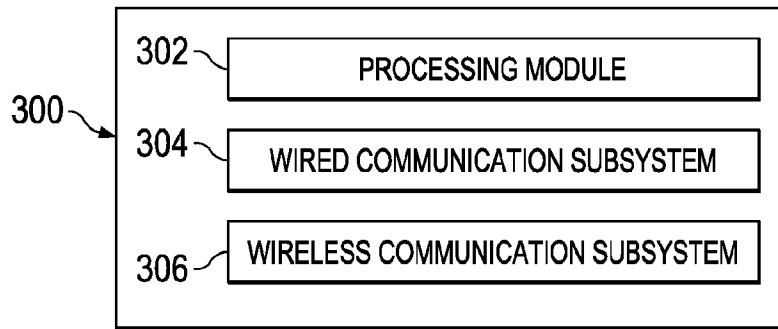 302
PROCESSING MODULE
300
304
WIRED COMMUNICATION SUBSYSTEM
306
WIRELESS COMMUNICATION SUBSYSTEM